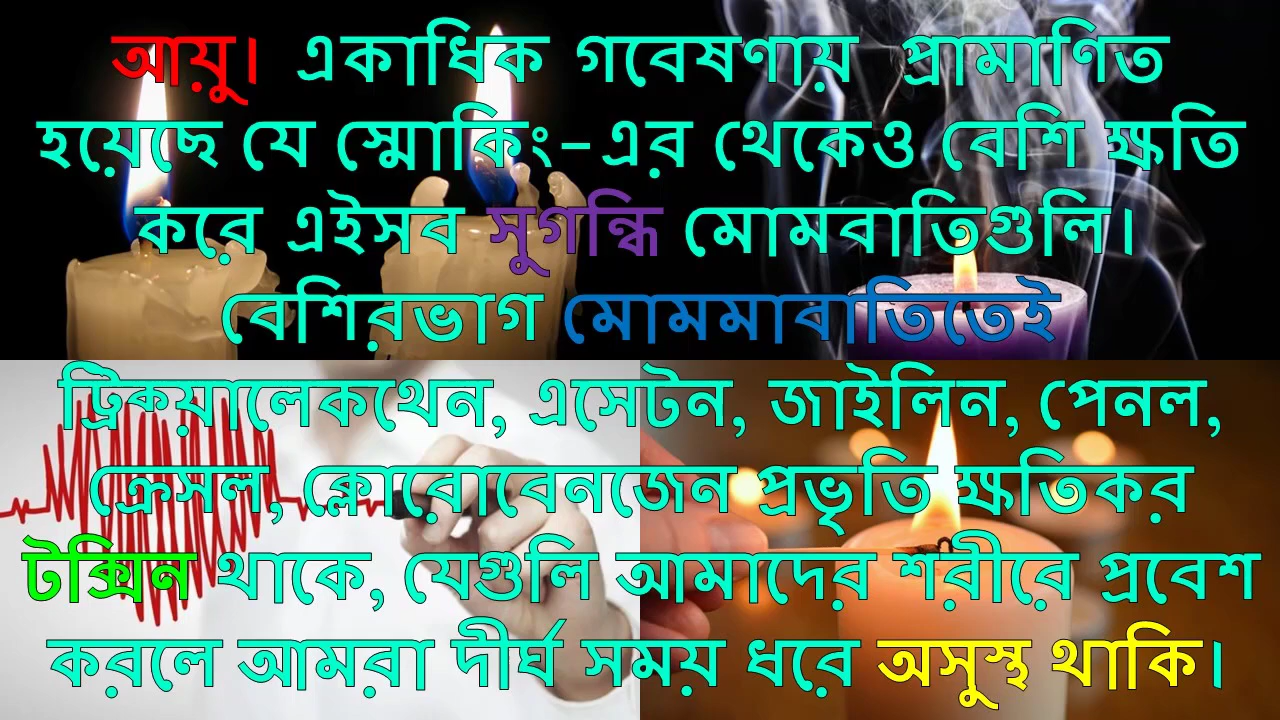 আয়ু। একাধিক গবেষণায় প্রামাণিত
হয়েছে যে স্মোকিং-এর থেকেও বেশি ক্ষতি
করে এইসব সুগন্ধি মোমবাতিগুলি।
বেশিরভাগ মোমমাবাতিতেই
ট্রিকয়ালেকথেন, এসেটন, জাইলিন, পেনল,
ক্রেসল, ক্লোরোবেনজেন প্রভৃতি ক্ষতিকর
টক্সিন থাকে, যেগুলি আমাদের শরীরে প্রবেশ
করলে আমরা দীর্ঘ সময় ধরে অসুস্থ থাকি।